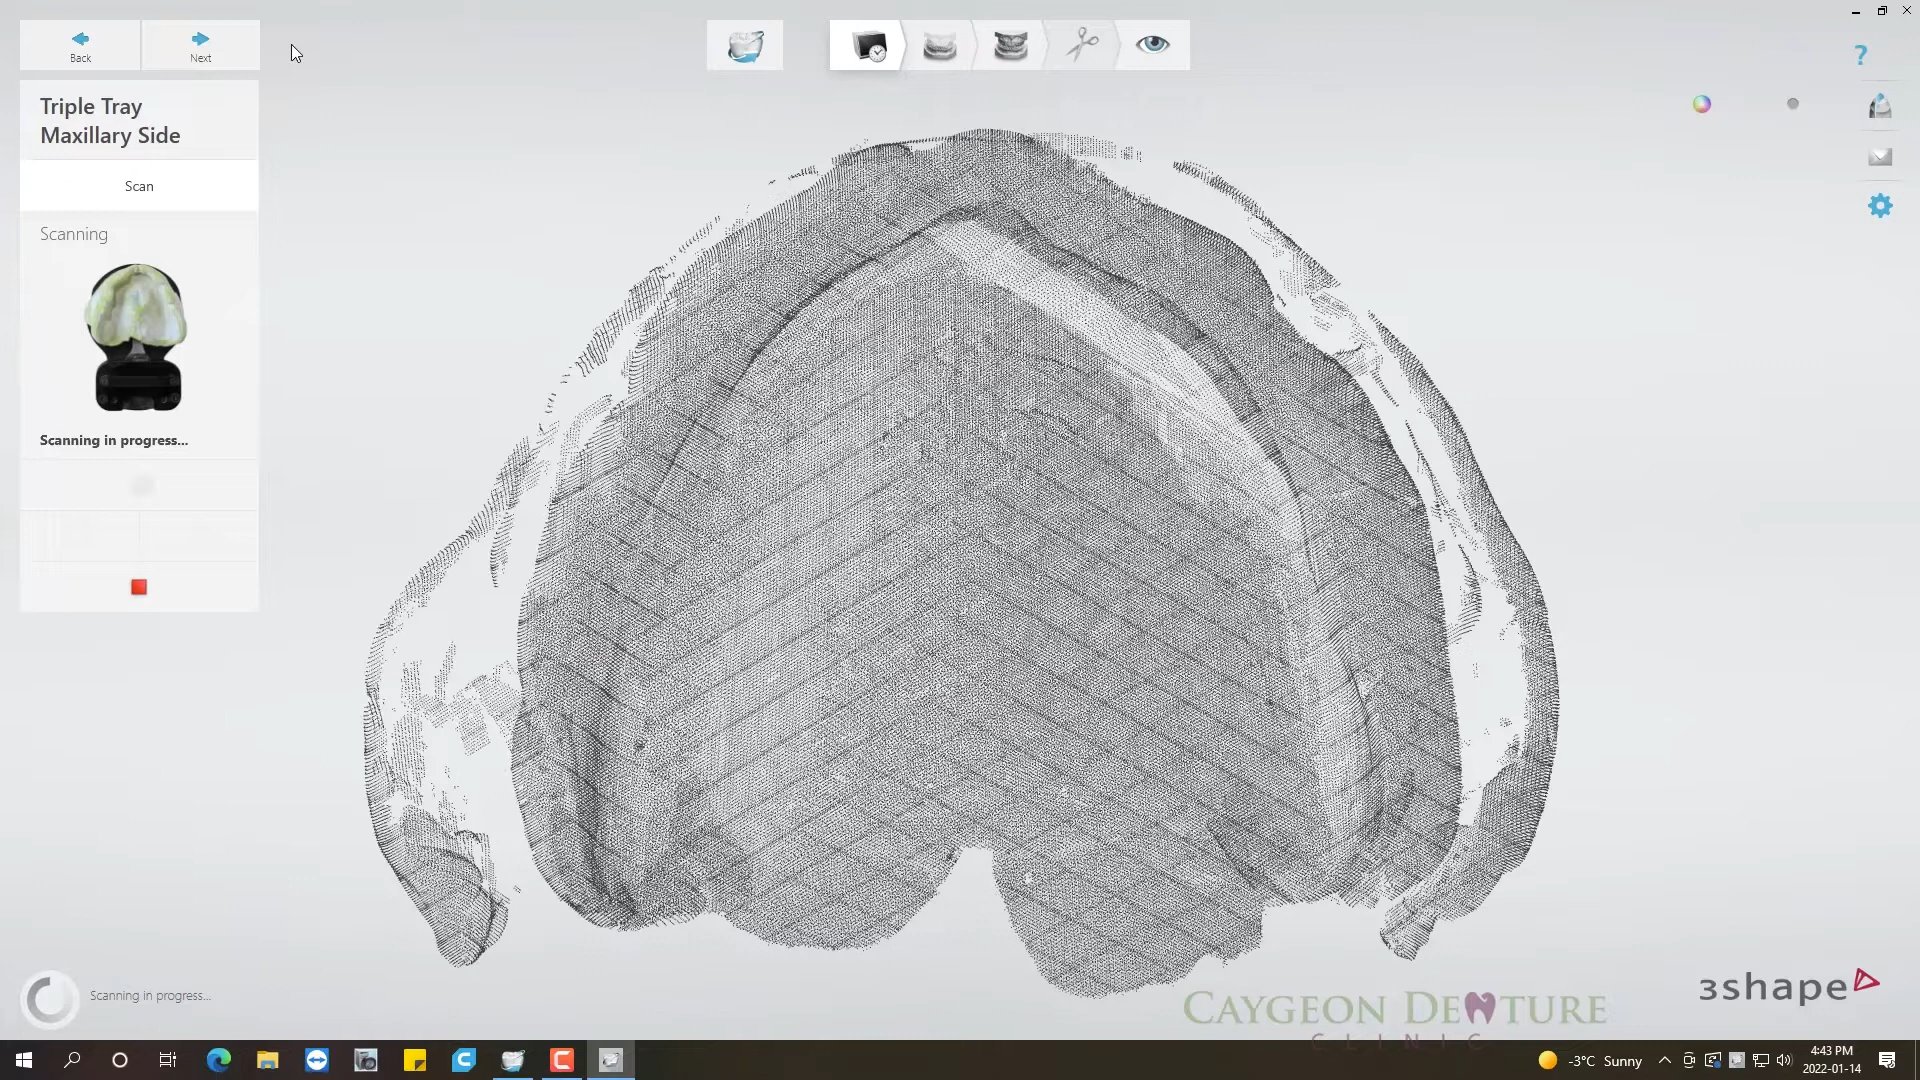 Back
Next
?
Triple Tray
Maxillary Side
Scan
Scanning
Scanning in progress...
Scanning in progress...
CAYGEON DENTURE
CLINIC
3shape
-3°C Sunny
4:43 PM
2022-01-14